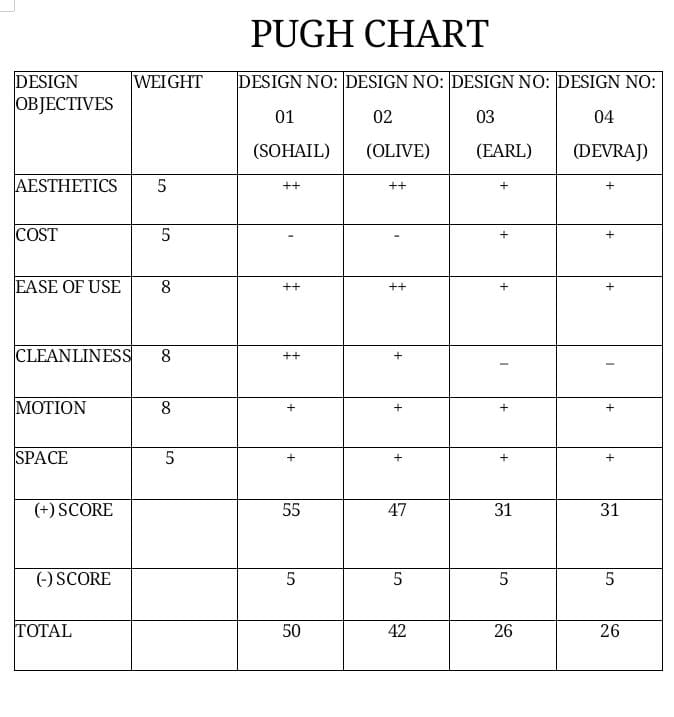 PUGH CHART
DESIGN OBJECTIVES WEIGHT DESIGN NO: 01 (SOHAIL) DESIGN NO: 02 (OLIVE) DESIGN NO: 03 (EARL) DESIGN NO: 04 (DEVRAJ)
AESTHETICS 5 ++ ++ + +
COST 5 - - + +
EASE OF USE 8 ++ ++ + +
CLEANLINESS 8 ++ + – –
MOTION 8 + + + +
SPACE 5 + + + +
(+) SCORE 55 47 31 31
(-) SCORE 5 5 5 5
TOTAL 50 42 26 26